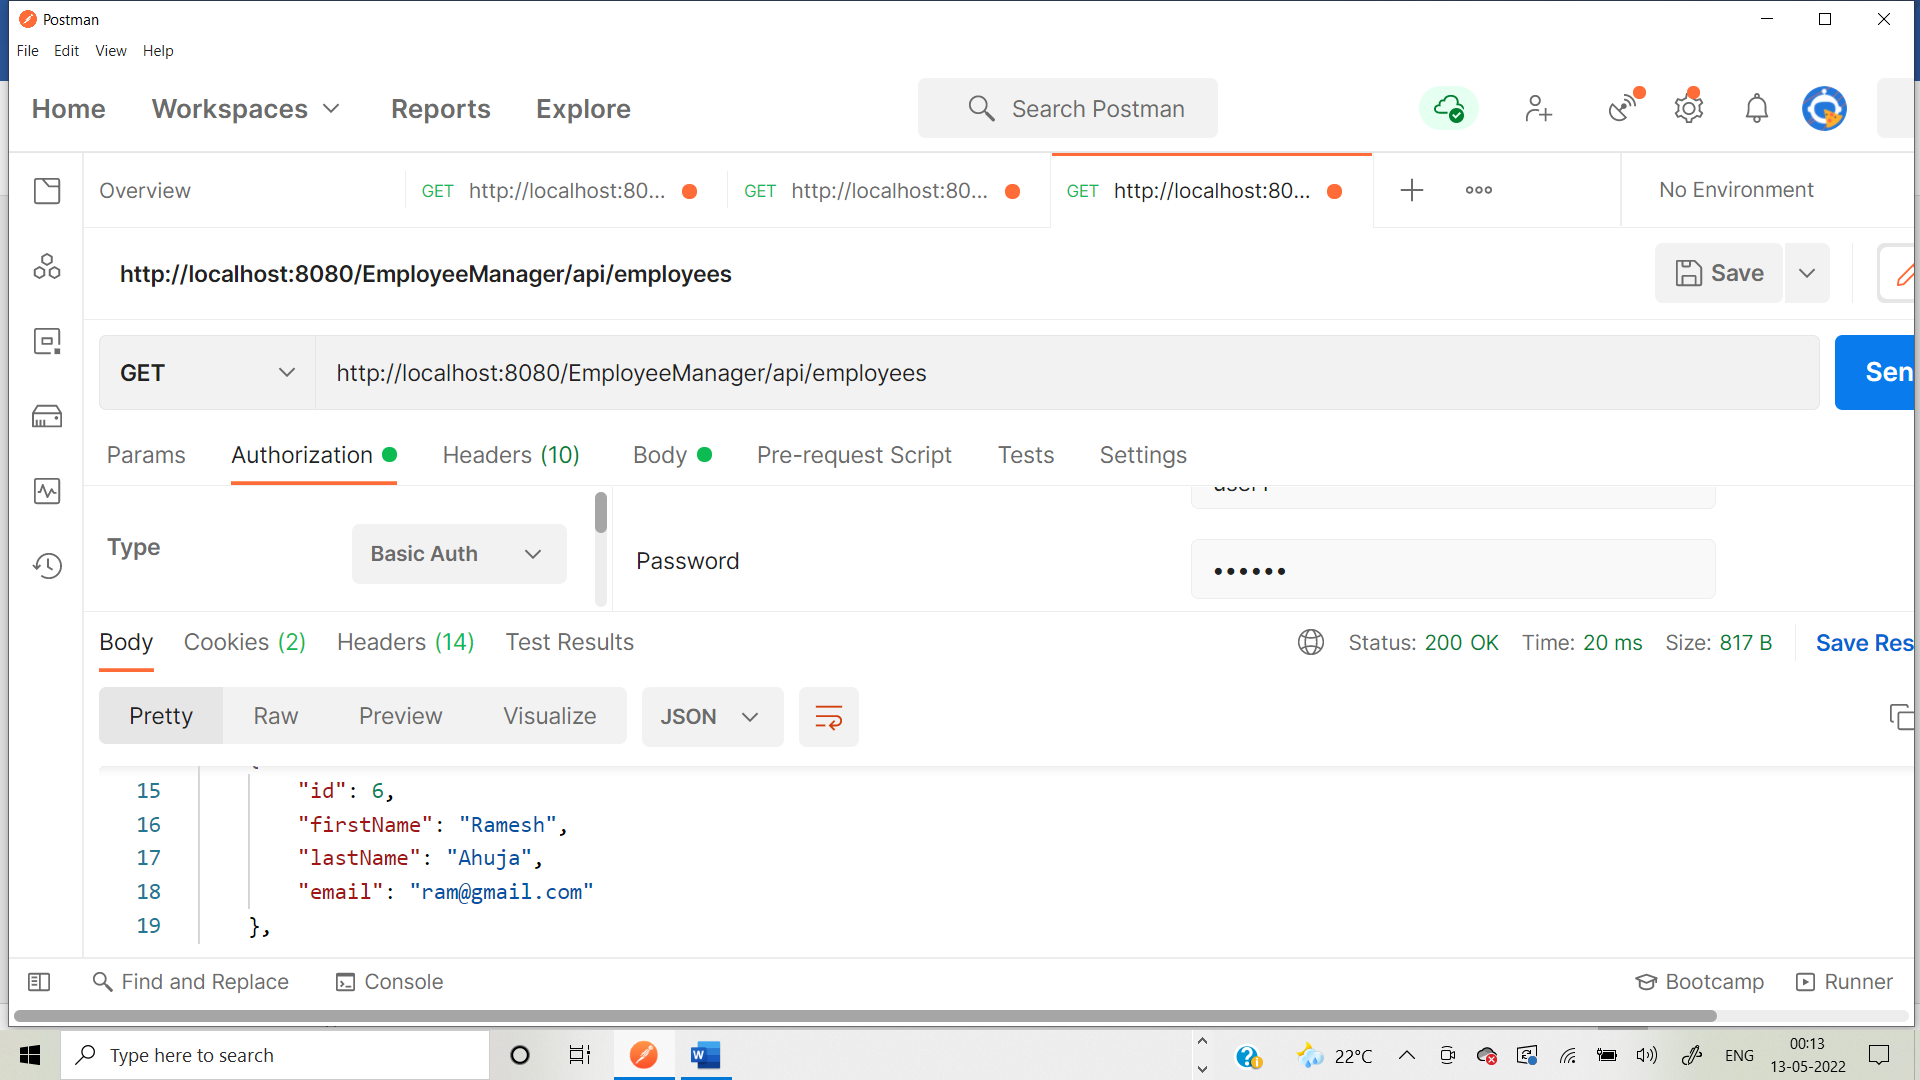 Postman
File Edit View Help
Home Workspaces Reports Explore Search Postman
Overview GET http://localhost:80... GET http://localhost:80... GET http://localhost:80... No Environment
http://localhost:8080/EmployeeManager/api/employees Save
GET http://localhost:8080/EmployeeManager/api/employees Sen
Params Authorization Headers (10) Body Pre-request Script Tests Settings
Type Basic Auth
Password ••••••
Body Cookies (2) Headers (14) Test Results Status: 200 OK Time: 20 ms Size: 817 B Save Res
Pretty Raw Preview Visualize JSON
15 "id": 6,
16 "firstName": "Ramesh",
17 "lastName": "Ahuja",
18 "email": "ram@gmail.com"
19 },
Find and Replace Console Bootcamp Runner
Type here to search 22°C ENG 00:13
13-05-2022